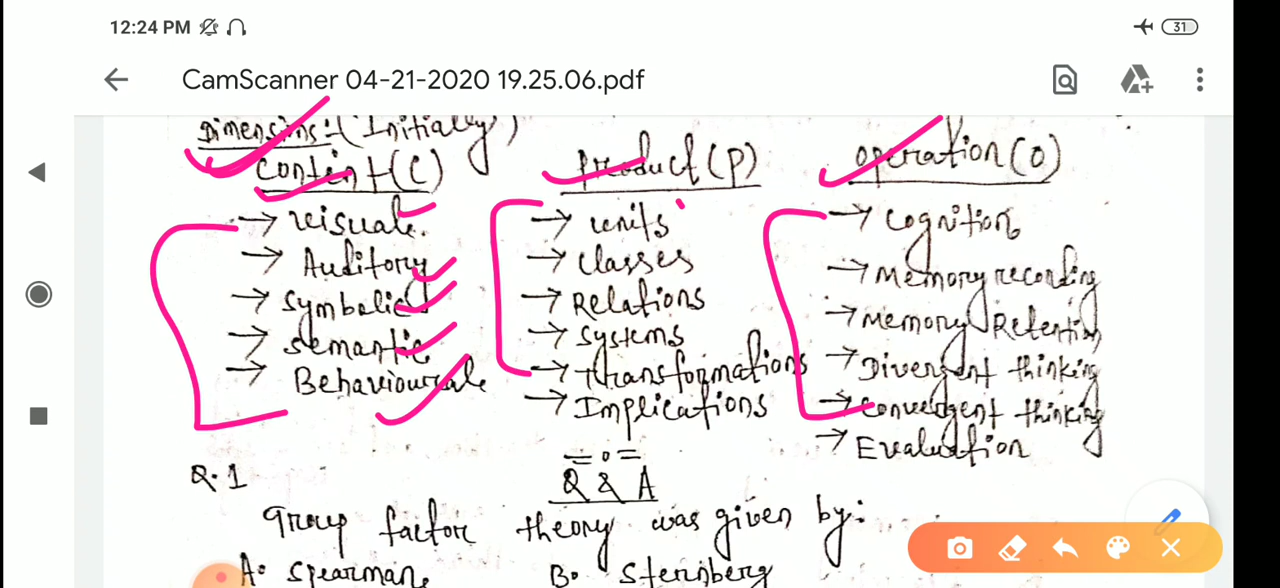 12:24 PM
31
CamScanner 04-21-2020 19.25.06.pdf
Dimensins:- (Initially)
Content (C)
→ Visual.
→ Auditory
→ Symbolic
→ Semantic
→ Behavioural
Product (P)
→ Units
→ Classes
→ Relations
→ Systems
→ Transformations
→ Implications
Operation (O)
→ Cognition
→ Memory recording
→ Memory Retention
→ Divergent thinking
→ Convergent thinking
→ Evaluation
Q & A
Q.1
Group factor theory was given by:
A. Spearman B. Sternberg